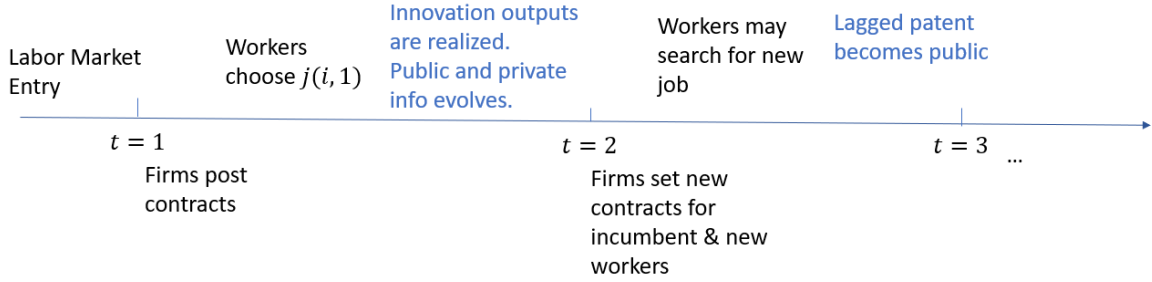 Labor Market
Entry
Workers
choose j(i, 1)
Innovation outputs
are realized.
Public and private
info evolves.
Workers may
search for new
job
Lagged patent
becomes public
t = 1
t = 2
t = 3
...
Firms post
contracts
Firms set new
contracts for
incumbent & new
workers